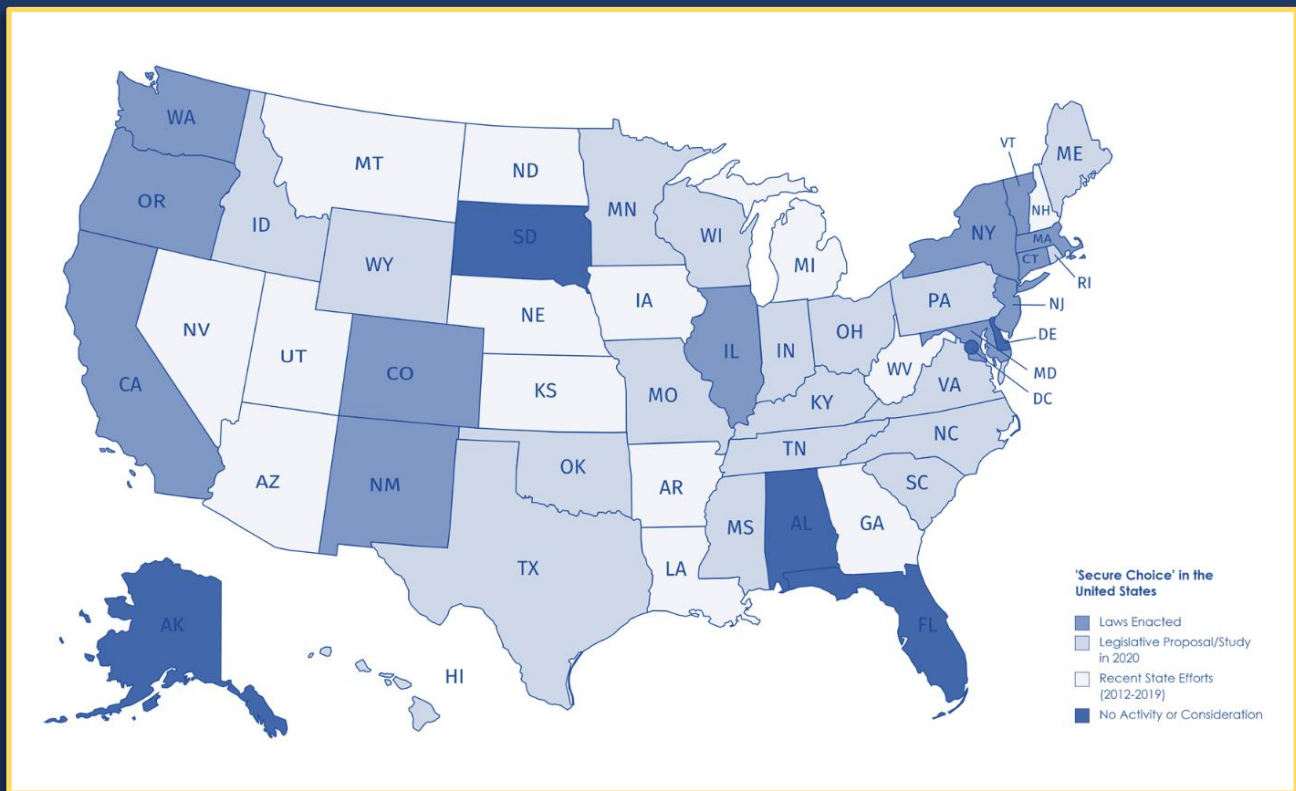 WA
MT
ND
VT
ME
OR
ID
MN
SD
WI
NY
NH
MA
CT
WY
MI
RI
IA
PA
NJ
NE
NV
OH
DE
UT
IL
IN
CO
WV
MD
CA
KS
MO
VA
DC
KY
NC
TN
OK
AZ
NM
AR
SC
MS
AL
GA
TX
LA
'Secure Choice' in the
United States
Laws Enacted
AK
FL
Legislative Proposal/Study
in 2020
HI
Recent State Efforts
(2012-2019)
No Activity or Consideration